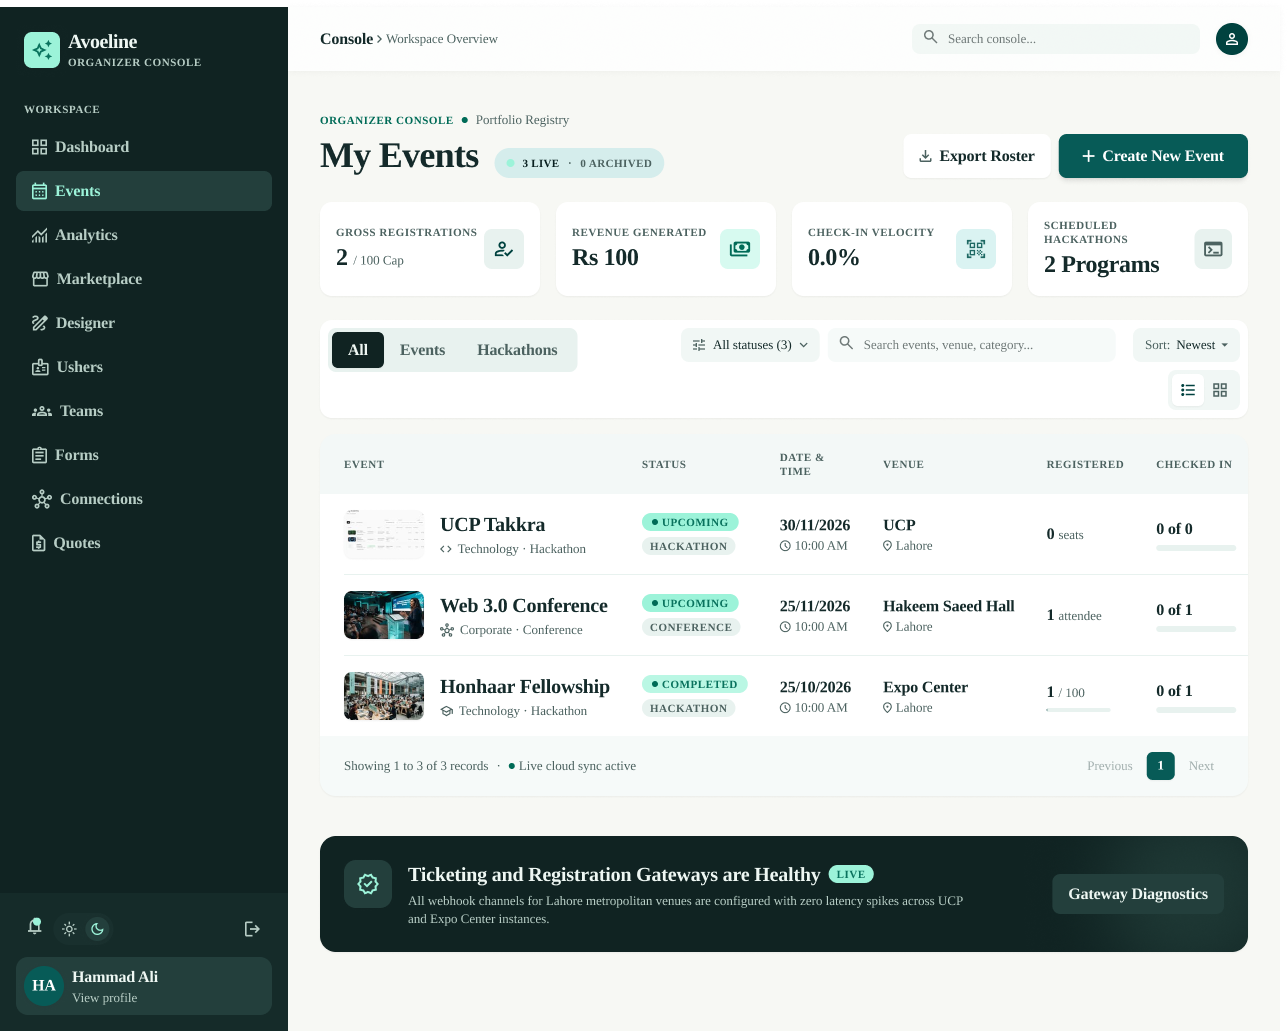 Avoeline
ORGANIZER CONSOLE
WORKSPACE
Dashboard
Events
Analytics
Marketplace
Designer
Ushers
Teams
Forms
Connections
Quotes
HA
Hammad Ali
View profile
Console > Workspace Overview
Search console...
ORGANIZER CONSOLE • Portfolio Registry
My Events
3 LIVE · 0 ARCHIVED
Export Roster
Create New Event
GROSS REGISTRATIONS
2 / 100 Cap
REVENUE GENERATED
Rs 100
CHECK-IN VELOCITY
0.0%
SCHEDULED
HACKATHONS
2 Programs
All Events Hackathons
All statuses (3)
Search events, venue, category...
Sort: Newest
EVENT STATUS DATE & TIME VENUE REGISTERED CHECKED IN
UCP Takkra
Technology · Hackathon
UPCOMING
HACKATHON
30/11/2026
10:00 AM
UCP
Lahore
0 seats
0 of 0
Web 3.0 Conference
Corporate · Conference
UPCOMING
CONFERENCE
25/11/2026
10:00 AM
Hakeem Saeed Hall
Lahore
1 attendee
0 of 1
Honhaar Fellowship
Technology · Hackathon
COMPLETED
HACKATHON
25/10/2026
10:00 AM
Expo Center
Lahore
1 / 100
0 of 1
Showing 1 to 3 of 3 records · • Live cloud sync active
Previous 1 Next
Ticketing and Registration Gateways are Healthy LIVE
All webhook channels for Lahore metropolitan venues are configured with zero latency spikes across UCP
and Expo Center instances.
Gateway Diagnostics